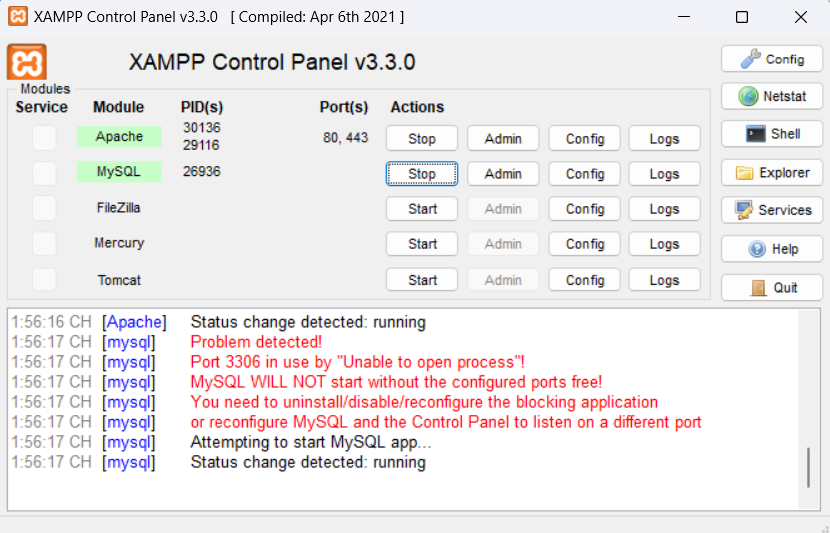 XAMPP Control Panel v3.3.0 [ Compiled: Apr 6th 2021 ]
XAMPP Control Panel v3.3.0
Config
Modules
Service Module PID(s) Port(s) Actions
Netstat
Apache 30136 29116 80, 443 Stop Admin Config Logs
Shell
MySQL 26936 Stop Admin Config Logs
Explorer
FileZilla Start Admin Config Logs
Services
Mercury Start Admin Config Logs
Help
Tomcat Start Admin Config Logs
Quit
1:56:16 CH [Apache] Status change detected: running
1:56:17 CH [mysql] Problem detected!
1:56:17 CH [mysql] Port 3306 in use by "Unable to open process"!
1:56:17 CH [mysql] MySQL WILL NOT start without the configured ports free!
1:56:17 CH [mysql] You need to uninstall/disable/reconfigure the blocking application
1:56:17 CH [mysql] or reconfigure MySQL and the Control Panel to listen on a different port
1:56:17 CH [mysql] Attempting to start MySQL app...
1:56:17 CH [mysql] Status change detected: running